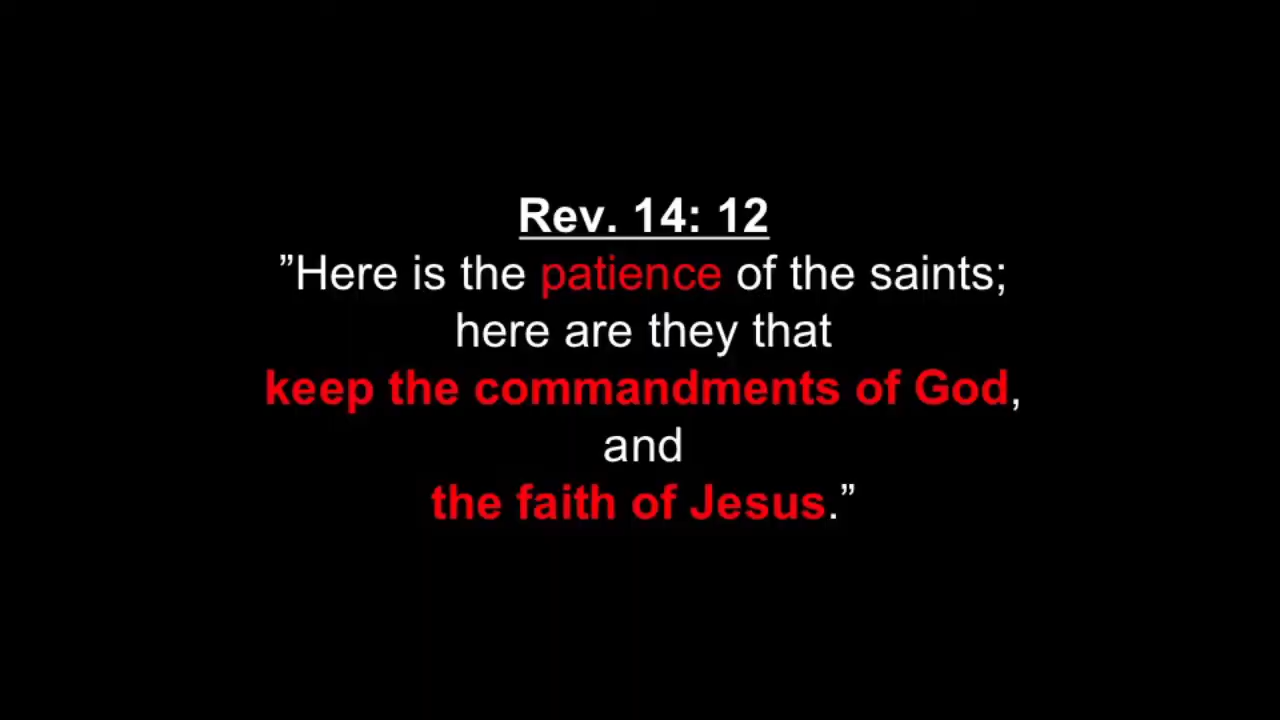 Rev. 14: 12
”Here is the patience of the saints;
here are they that
keep the commandments of God,
and
the faith of Jesus.”